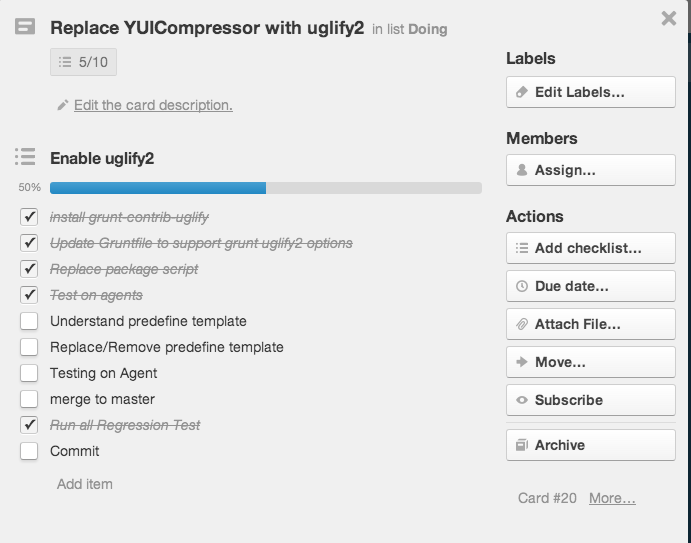 Replace YUICompressor with uglify2 in list Doing
5/10
Edit the card description.
Enable uglify2
50%
install grunt-contrib-uglify
Update Gruntfile to support grunt uglify2 options
Replace package script
Test on agents
Understand predefine template
Replace/Remove predefine template
Testing on Agent
merge to master
Run all Regression Test
Commit
Add item
Labels
Edit Labels...
Members
Assign...
Actions
Add checklist...
Due date...
Attach File...
Move...
Subscribe
Archive
Card #20 More...